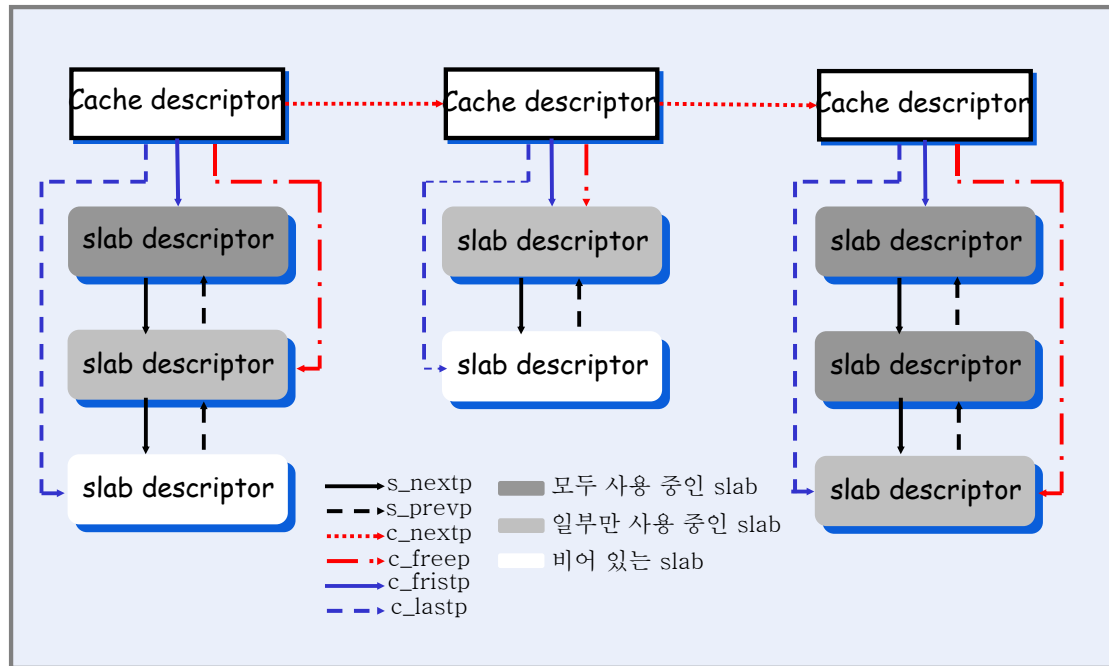 Cache descriptor
Cache descriptor
Cache descriptor
slab descriptor
slab descriptor
slab descriptor
slab descriptor
slab descriptor
slab descriptor
slab descriptor
slab descriptor
slab descriptor
s_nextp
s_prevp
c_nextp
c_freep
c_fristp
c_lastp
모두 사용 중인 slab
일부만 사용 중인 slab
비어 있는 slab